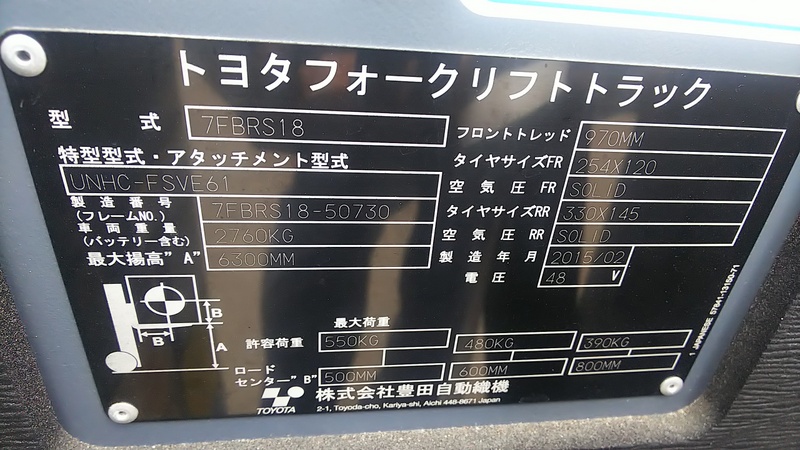 トヨタフォークリフトトラック
型式 7FBRS18
特型型式・アタッチメント型式
UNHC-FSVE61
製造番号
(フレームNO.) 7FBRS18-50730
車両重量
(バッテリー含む) 2760KG
最大揚高"A" 6300MM
フロントトレッド 970MM
タイヤサイズFR 254X120
空気圧 FR SOLID
タイヤサイズRR 330X145
空気圧 RR SOLID
製造年月 2015/02
電圧 48 V
B
B
A
最大荷重
許容荷重 550KG 480KG 390KG
ロード
センター"B" 500MM 600MM 800MM
TOYOTA
株式会社豊田自動織機
2-1, Toyoda-cho, Kariya-shi, Aichi 448-8671 Japan
1 JAPANESE 57841-13150-71